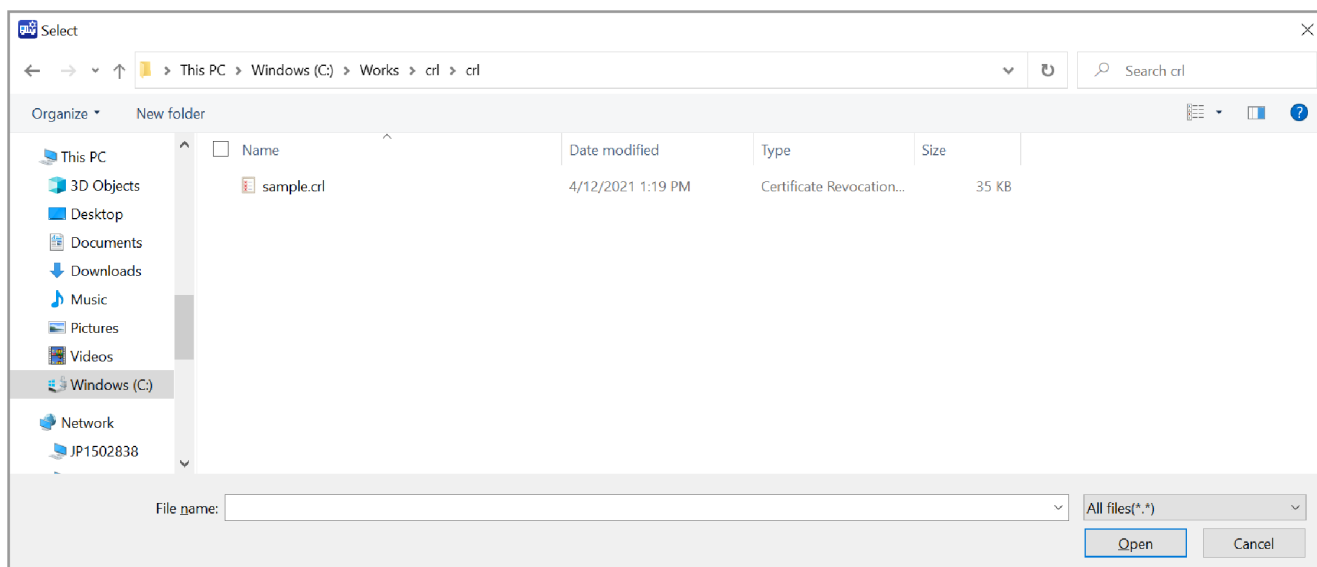 Select
This PC > Windows (C:) > Works > crl > crl
Search crl
Organize
New folder
Name
Date modified
Type
Size
sample.crl
4/12/2021 1:19 PM
Certificate Revocation...
35 KB
This PC
3D Objects
Desktop
Documents
Downloads
Music
Pictures
Videos
Windows (C:)
Network
JP1502838
File name:
All files(*.*)
Open
Cancel